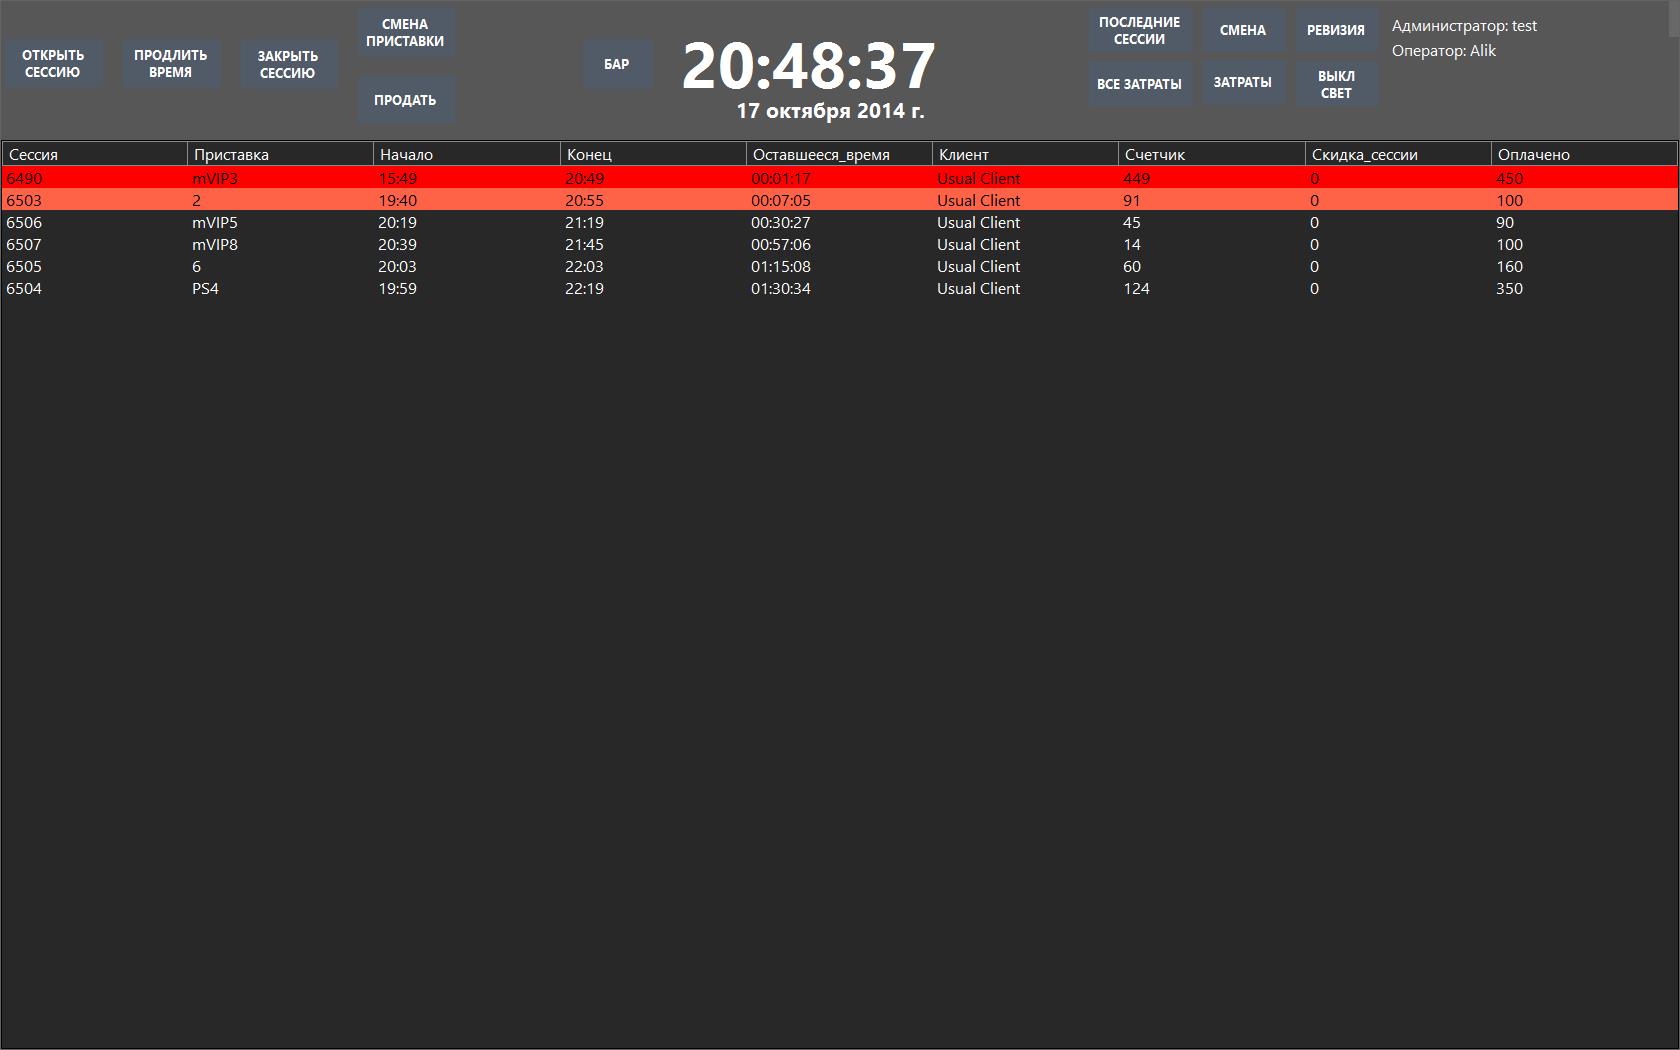 ОТКРЫТЬ
СЕССИЮ
ПРОДЛИТЬ
ВРЕМЯ
ЗАКРЫТЬ
СЕССИЮ
СМЕНА
ПРИСТАВКИ
ПРОДАТЬ
БАР
20:48:37
17 октября 2014 г.
ПОСЛЕДНИЕ
СЕССИИ
СМЕНА
РЕВИЗИЯ
ВСЕ ЗАТРАТЫ
ЗАТРАТЫ
ВЫКЛ
СВЕТ
Администратор: test
Оператор: Alik
Сессия Приставка Начало Конец Оставшееся_время Клиент Счетчик Скидка_сессии Оплачено
6490 mVIP3 15:49 20:49 00:01:17 Usual Client 449 0 450
6503 2 19:40 20:55 00:07:05 Usual Client 91 0 100
6506 mVIP5 20:19 21:19 00:30:27 Usual Client 45 0 90
6507 mVIP8 20:39 21:45 00:57:06 Usual Client 14 0 100
6505 6 20:03 22:03 01:15:08 Usual Client 60 0 160
6504 PS4 19:59 22:19 01:30:34 Usual Client 124 0 350